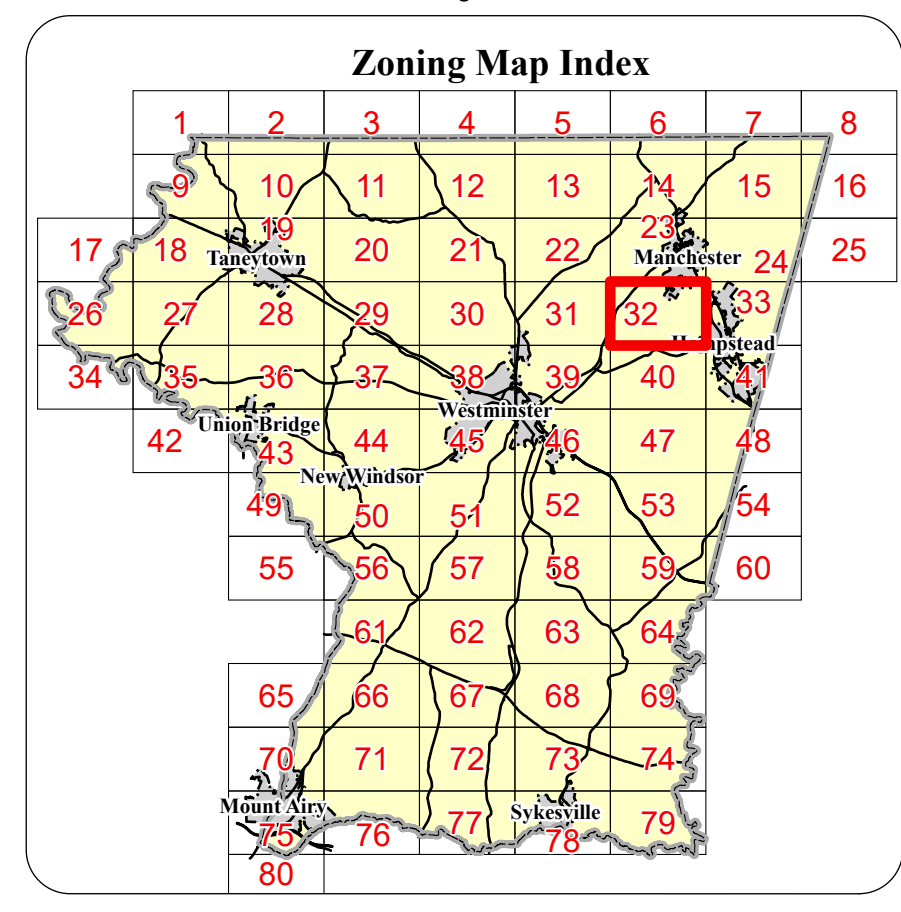 Zoning Map Index
1 2 3 4 5 6 7 8
9 10 11 12 13 14 15 16
17 18 19 20 21 22 23 24 25
Taneytown
Manchester
26 27 28 29 30 31 32 33
Hampstead
34 35 36 37 38 39 40 41
Westminster
Union Bridge
42 43 44 45 46 47 48
New Windsor
49 50 51 52 53 54
55 56 57 58 59 60
61 62 63 64
65 66 67 68 69
70 71 72 73 74
Mount Airy
Sykesville
75 76 77 78 79
80